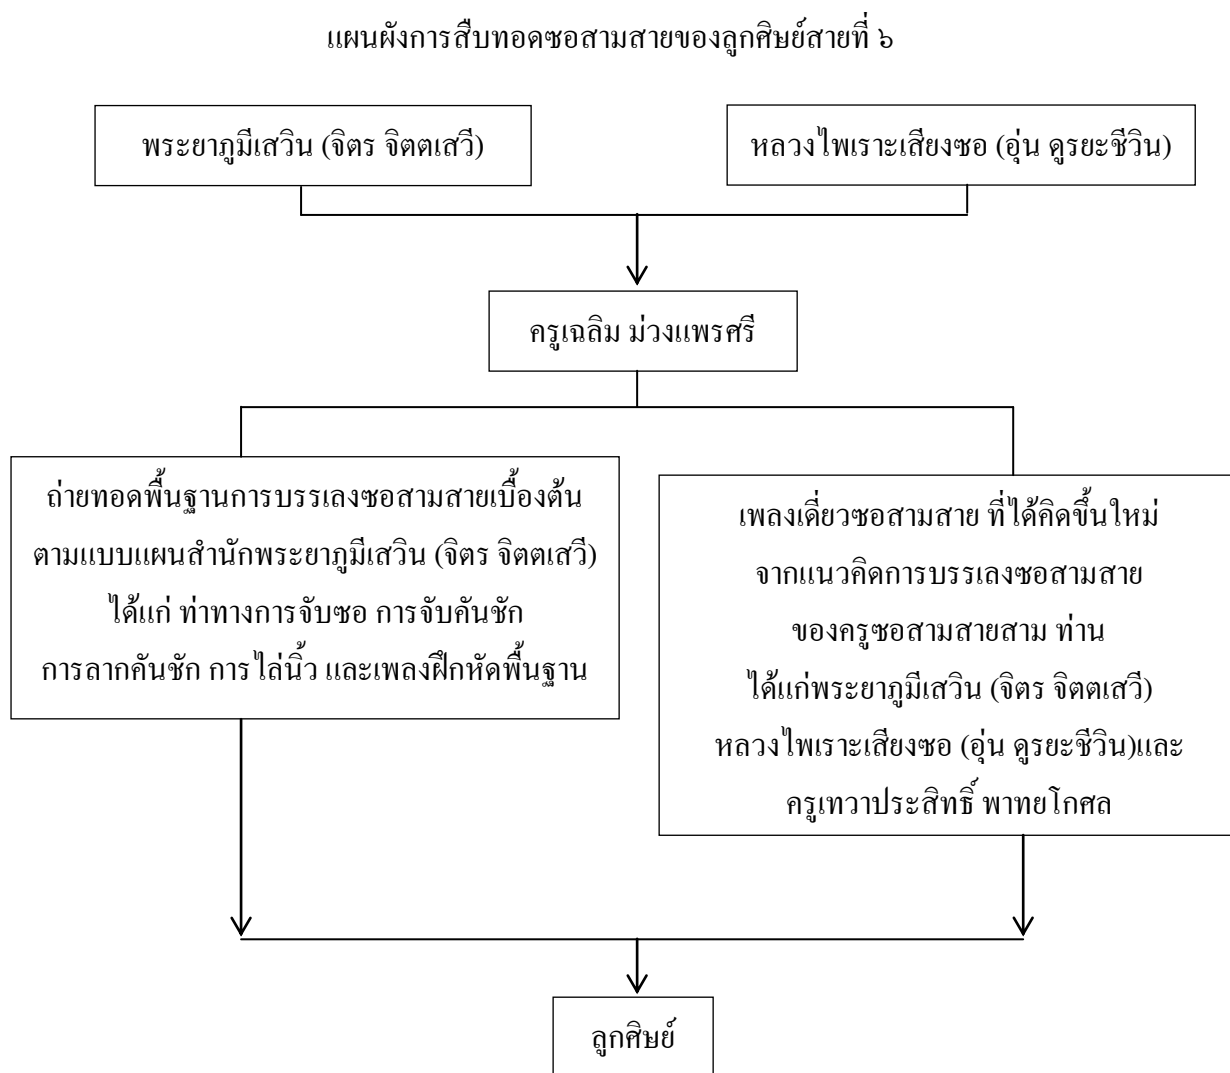 แผนผังการสืบทอดซอสามสายของลูกศิษย์สายที่ ๖
พระยาภูมีเสวิน (จิตร จิตตเสวี)
หลวงไพเราะเสียงซอ (อุ่น ดูรยะชีวิน)
ครูเฉลิม ม่วงแพรศรี
ถ่ายทอดพื้นฐานการบรรเลงซอสามสายเบื้องต้น
ตามแบบแผนสำนักพระยาภูมีเสวิน (จิตร จิตตเสวี)
ได้แก่ ท่าทางการจับซอ การจับคันชัก
การลากคันชัก การไล่นิ้ว และเพลงฝึกหัดพื้นฐาน
เพลงเดี่ยวซอสามสาย ที่ได้คิดขึ้นใหม่
จากแนวคิดการบรรเลงซอสามสาย
ของครูซอสามสายสาม ท่าน
ได้แก่พระยาภูมีเสวิน (จิตร จิตตเสวี)
หลวงไพเราะเสียงซอ (อุ่น ดูรยะชีวิน)และ
ครูเทวาประสิทธิ์ พาทยโกศล
ลูกศิษย์